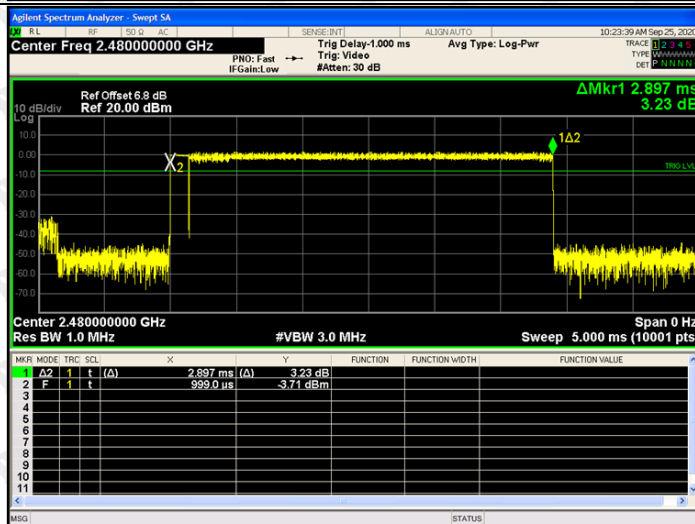 Agilent Spectrum Analyzer - Swept SA
LXI RL RF 50 Ω AC SENSE:INT ALIGNAUTO 10:23:39 AM Sep 25, 2020
Center Freq 2.480000000 GHz Trig Delay-1.000 ms Avg Type: Log-Pwr TRACE 1 2 3 4 5
PNO: Fast Trig: Video TYPE
IFGain:Low #Atten: 30 dB DET P NNNN
ΔMkr1 2.897 ms
Ref Offset 6.8 dB
10 dB/div Ref 20.00 dBm 3.23 dB
Log
10.0
1Δ2
0.00
2
TRIG LVL
-10.0
-20.0
-30.0
-40.0
-50.0
-60.0
-70.0
Center 2.480000000 GHz Span 0 Hz
Res BW 1.0 MHz #VBW 3.0 MHz Sweep 5.000 ms (10001 pts
MKR MODE TRC SCL X Y FUNCTION FUNCTION WIDTH FUNCTION VALUE
1 Δ2 1 t (Δ) 2.897 ms (Δ) 3.23 dB
2 F 1 t 999.0 µs -3.71 dBm
3
4
5
6
7
8
9
10
11
MSG STATUS